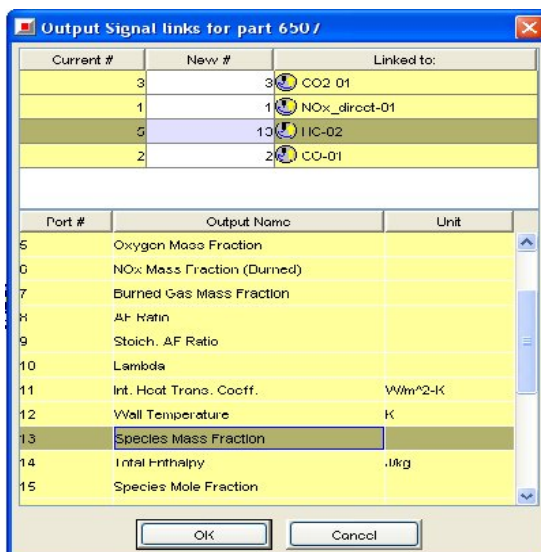 Output Signal links for part 6507
Current # New # Linked to:
3 3 CO2-01
1 1 NOx_direct-01
5 13 HC-02
2 2 CO-01
Port # Output Name Unit
5 Oxygen Mass Fraction
6 NOx Mass Fraction (Burned)
7 Burned Gas Mass Fraction
8 AF Ratio
9 Stoich. AF Ratio
10 Lambda
11 Int. Heat Trans. Coeff. W/m^2-K
12 Wall Temperature K
13 Species Mass Fraction
14 Total Enthalpy J/kg
15 Species Mole Fraction
OK Cancel